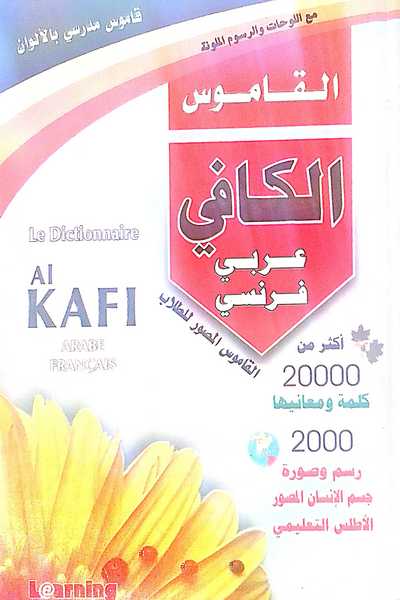 قاموس مدرسي بالألوان
مع اللوحات والرسوم الملونة
القاموس
الكافي
عربي
فرنسي
القاموس المصور للطلاب
Le Dictionnaire
Al
KAFI
ARABE
FRANÇAIS
أكثر من
20000
كلمة ومعانيها
2000
رسم وصورة
جسم الإنسان المصور
الأطلس التعليمي
L@arning